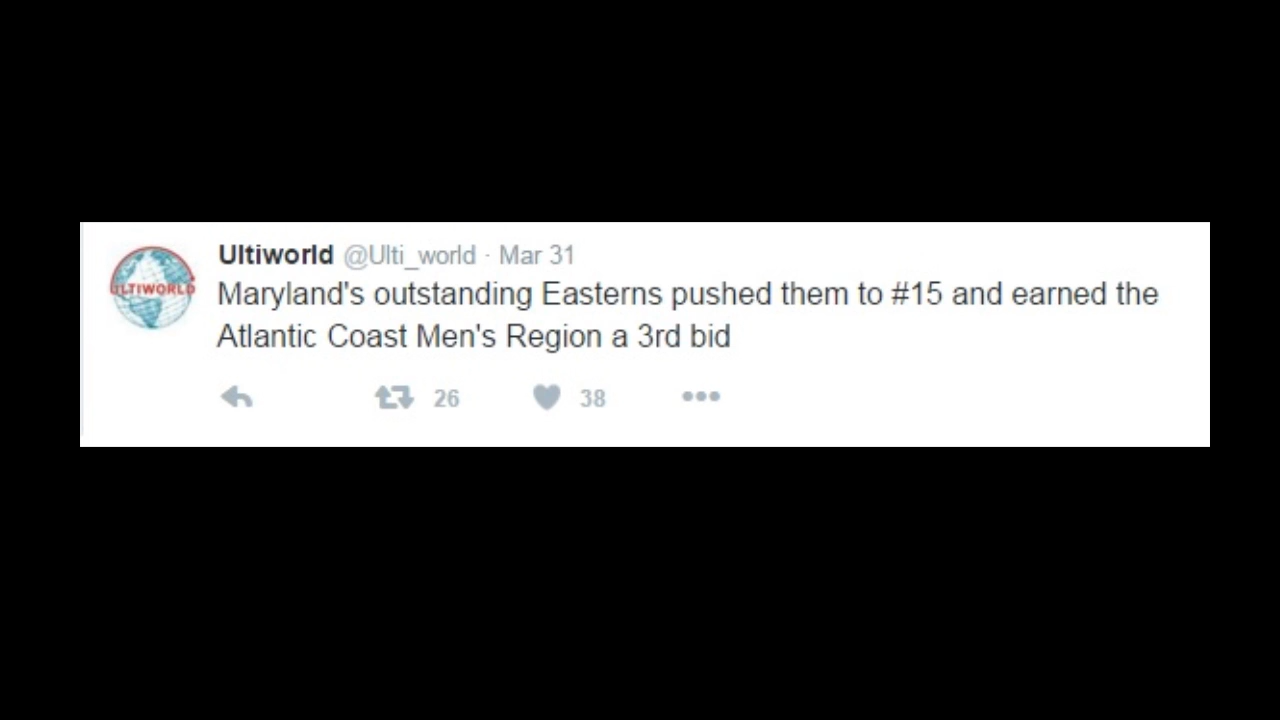 Ultiworld @Ulti_world · Mar 31
ULTIWORLD
Maryland's outstanding Easterns pushed them to #15 and earned the
Atlantic Coast Men's Region a 3rd bid
26 38